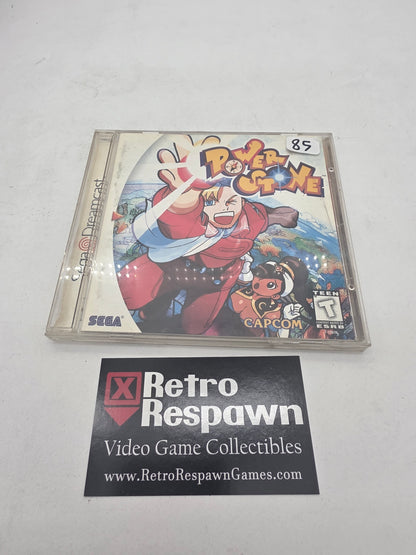 85
POWER
STONE
Sega Dreamcast
SEGA
CAPCOM
TEEN
T
ESRB
Retro
Respawn
Video Game Collectibles
www.RetroRespawnGames.com